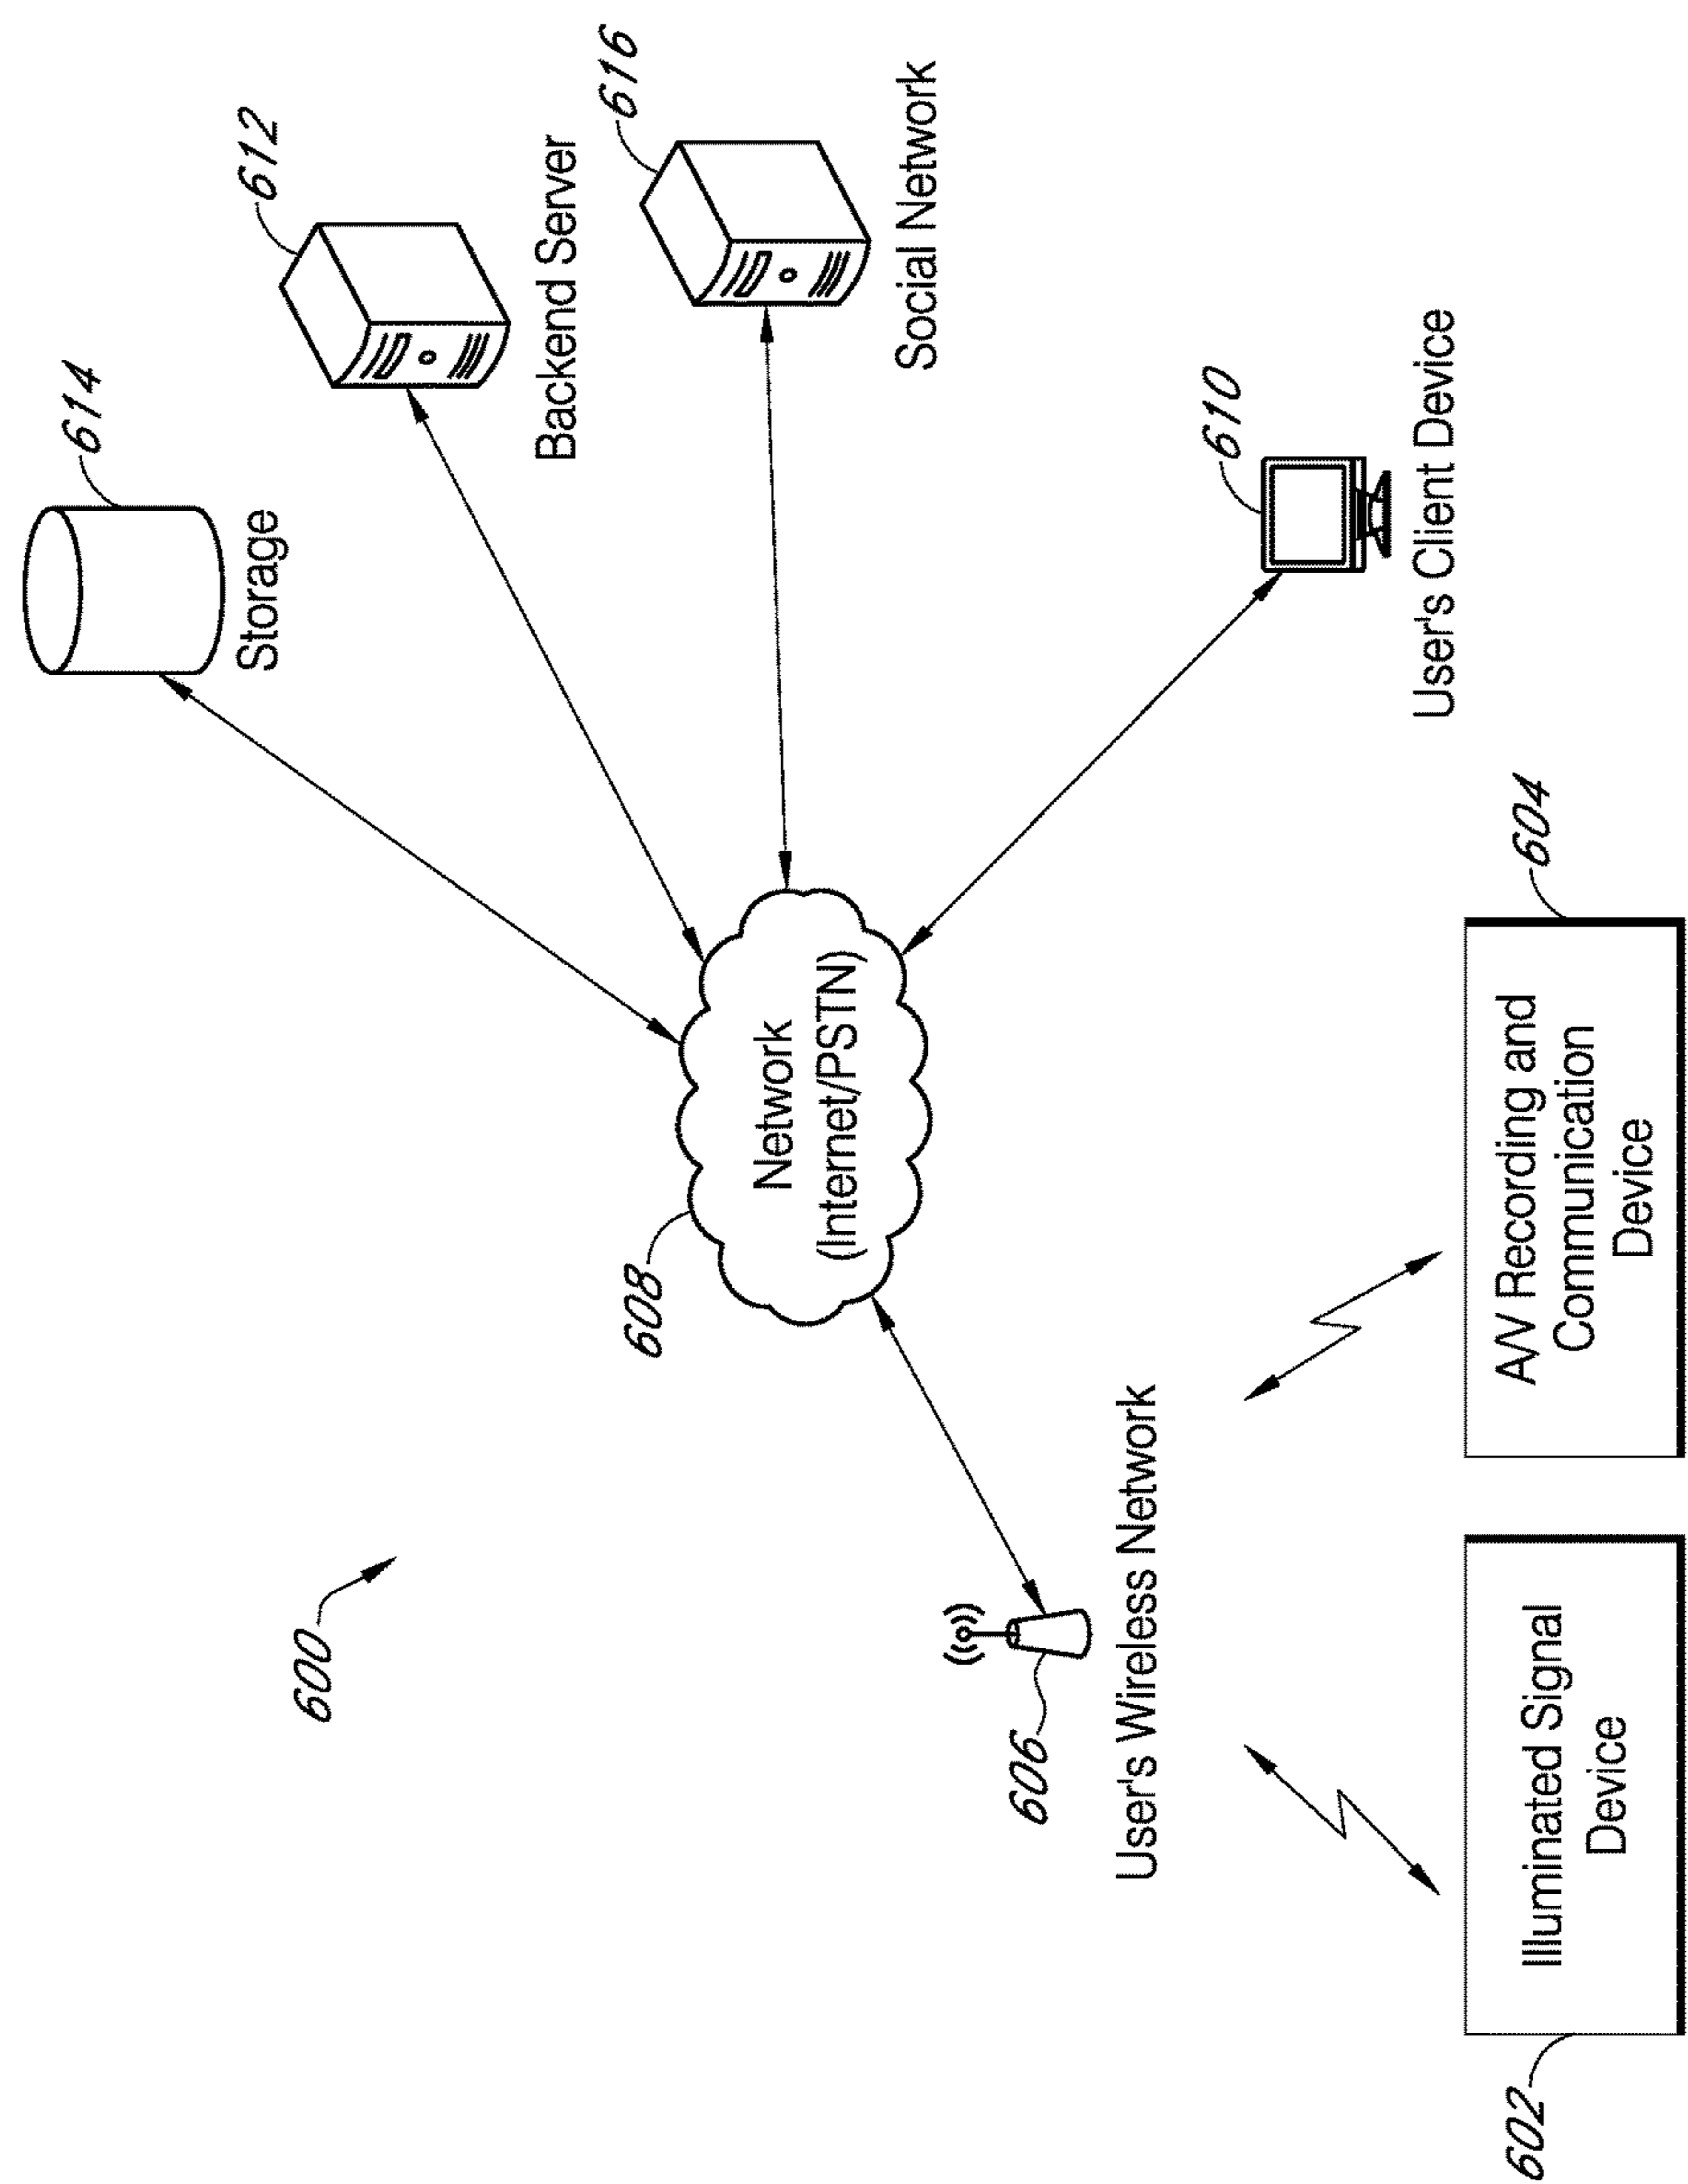 600
614
Storage
612
Backend Server
616
Social Network
608
Network
(Internet/PSTN)
606
User's Wireless Network
610
User's Client Device
602
Illuminated Signal
Device
604
A/V Recording and
Communication
Device